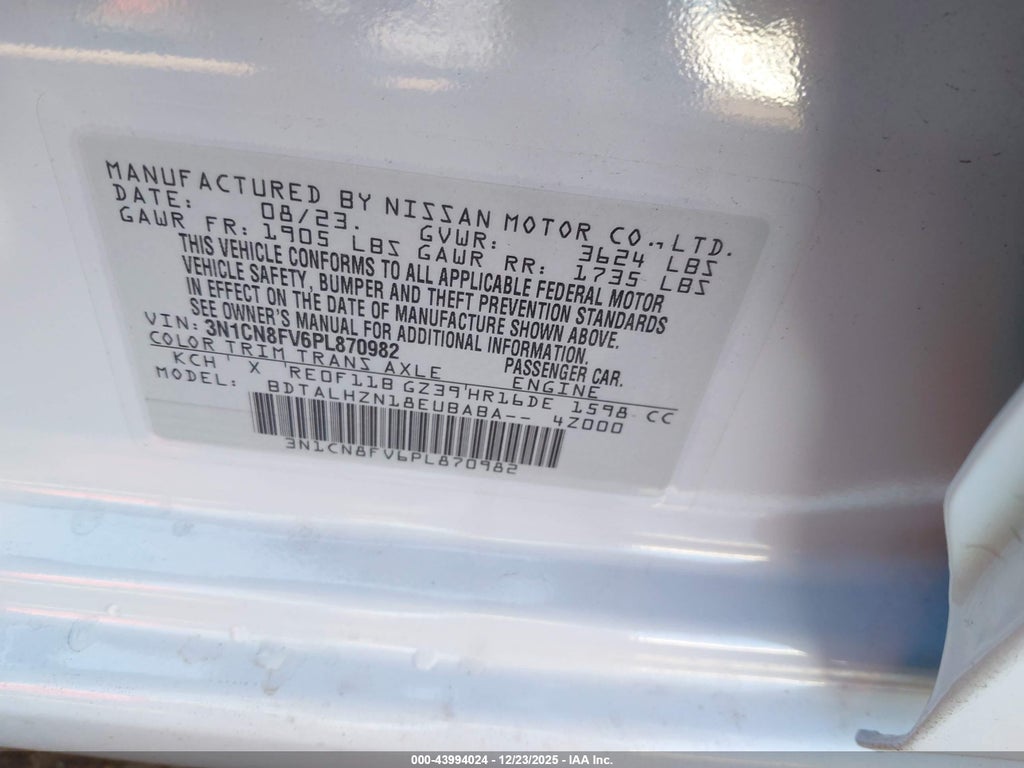 MANUFACTURED BY NISSAN MOTOR CO., LTD.
DATE: 08/23. GVWR: 3624 LBS
GAWR FR: 1905 LBS GAWR RR: 1735 LBS
THIS VEHICLE CONFORMS TO ALL APPLICABLE FEDERAL MOTOR
VEHICLE SAFETY, BUMPER AND THEFT PREVENTION STANDARDS
IN EFFECT ON THE DATE OF MANUFACTURE SHOWN ABOVE.
SEE OWNER'S MANUAL FOR ADDITIONAL INFORMATION.
VIN: 3N1CN8FV6PL870982 PASSENGER CAR.
COLOR TRIM TRANS AXLE ENGINE
KCH ' X 'RE0F11B GZ39'HR16DE 1598 CC
MODEL: BDTALHZN18EUBABA-- 4Z000
3N1CN8FV6PL870982
000-43994024 - 12/23/2025 - IAA Inc.